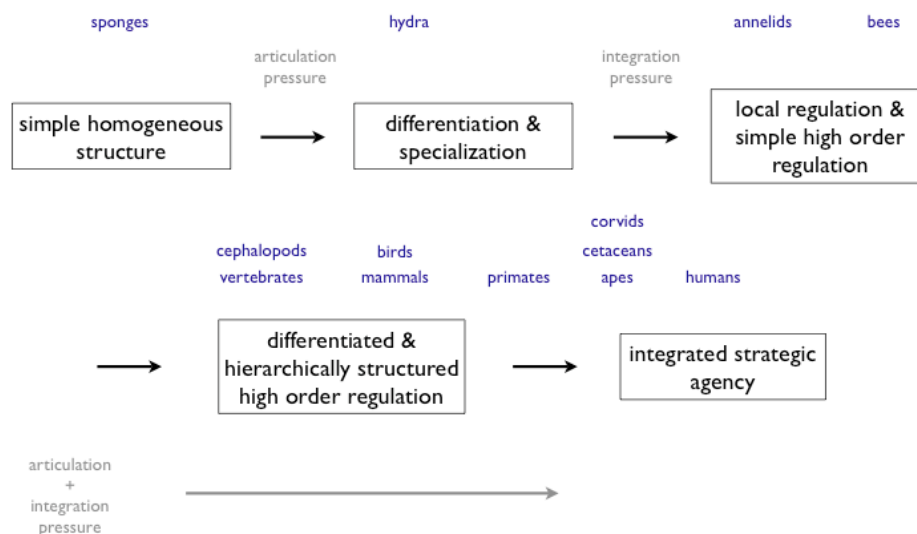 sponges
hydra
annelids
bees
articulation
pressure
integration
pressure
simple homogeneous
structure
differentiation &
specialization
local regulation &
simple high order
regulation
corvids
cephalopods
birds
cetaceans
vertebrates
mammals
primates
apes
humans
differentiated &
hierarchically structured
high order regulation
integrated strategic
agency
articulation
+
integration
pressure